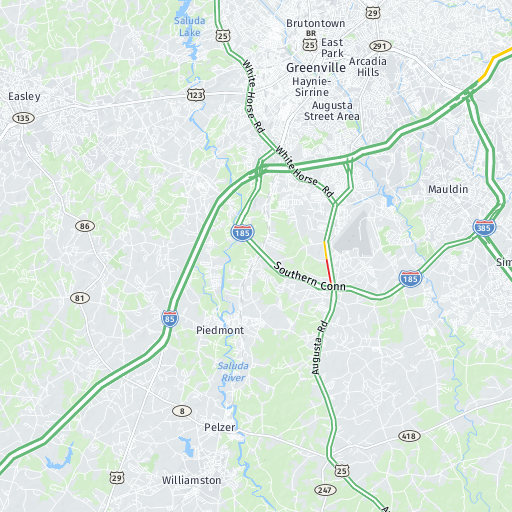 Saluda
Lake
25
Brutontown
29
BR
25
East
Park
291
Greenville
Arcadia
Hills
Haynie-
Sirrine
Easley
123
White Horse Rd
Augusta
Street Area
135
White Horse Rd
Mauldin
86
185
385
Southern Conn
185
Sim
81
85
Piedmont
Augusta Rd
Saluda
River
8
Pelzer
418
25
29
Williamston
247
A